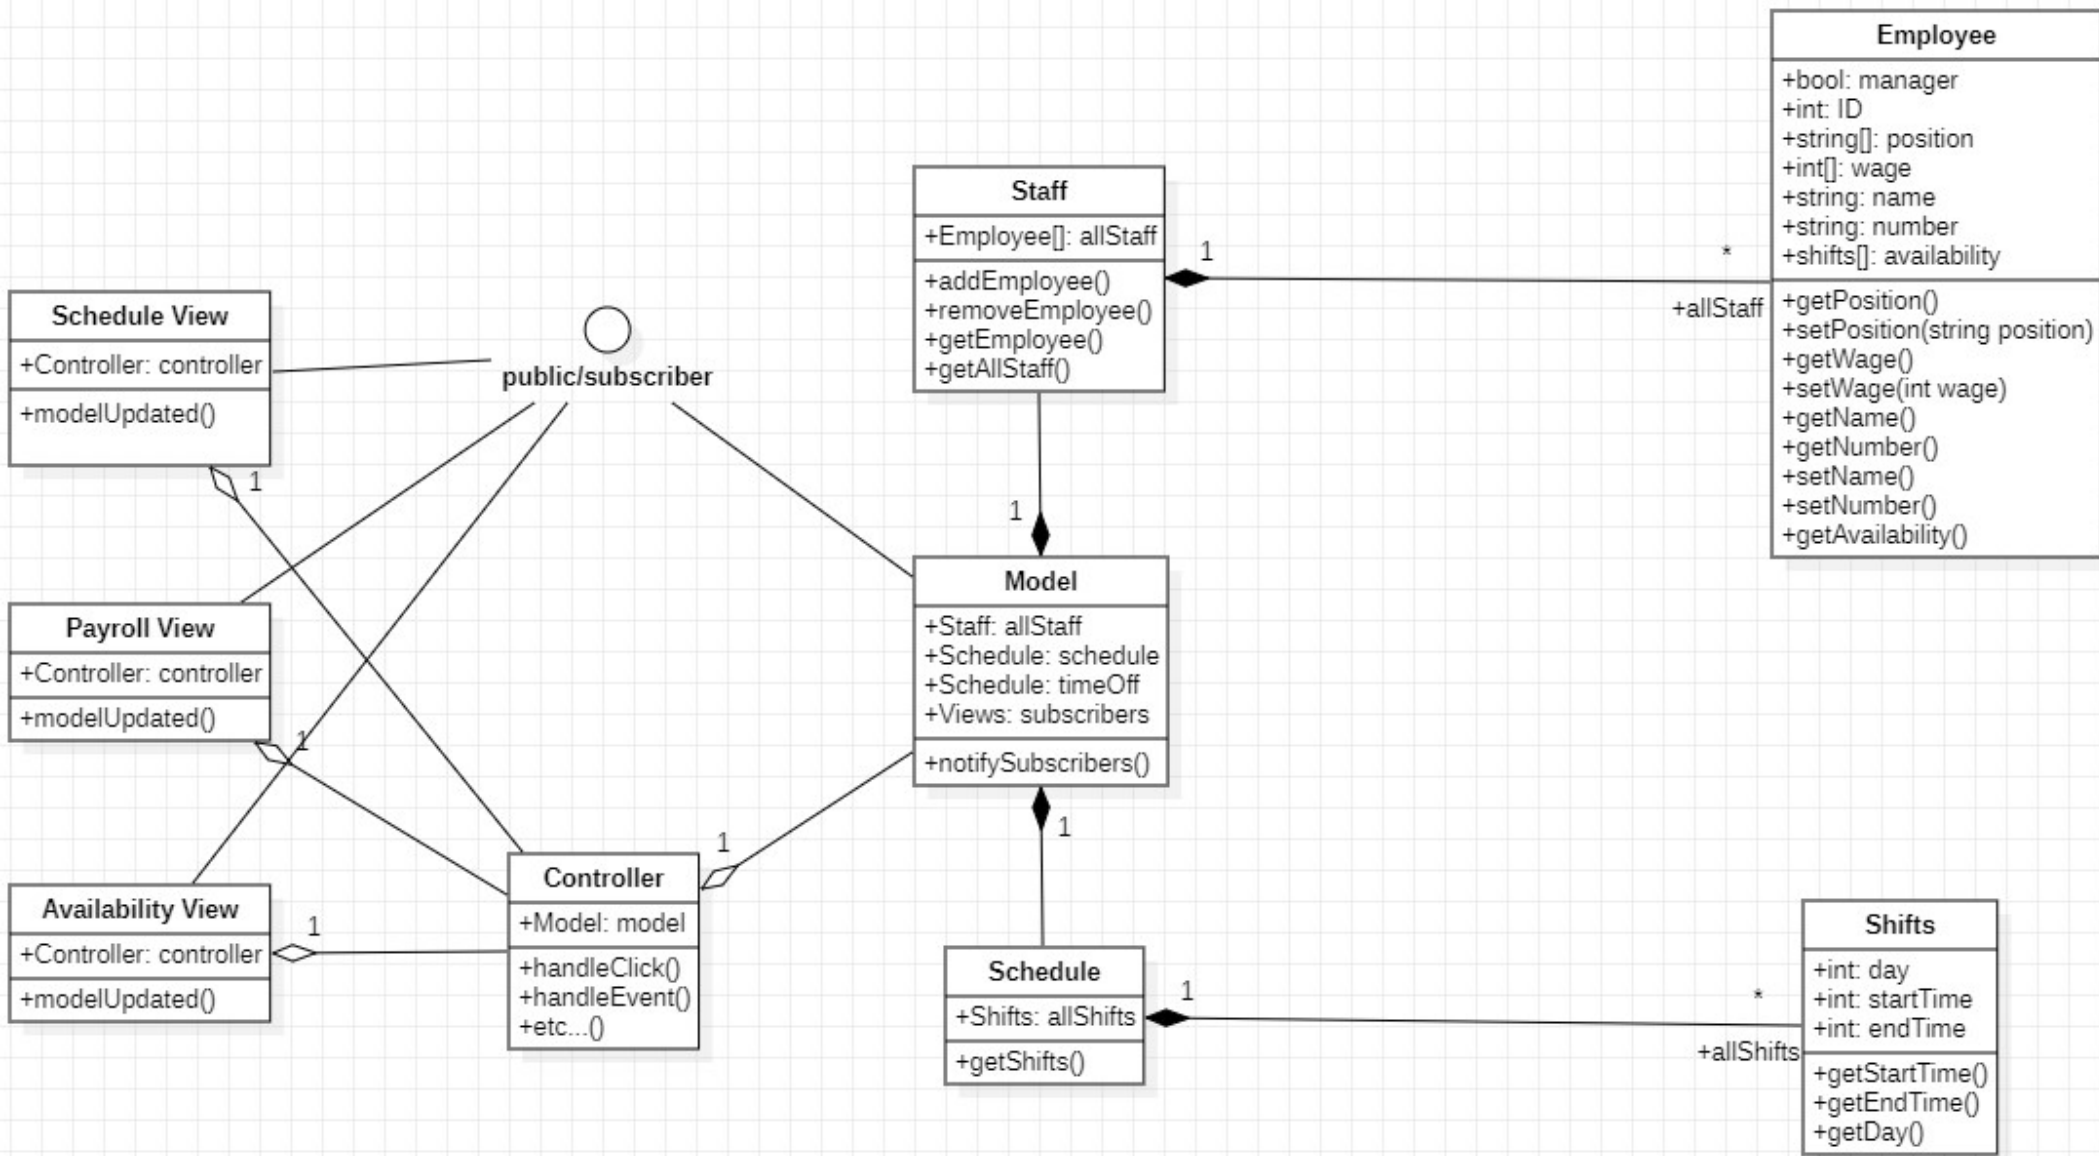 Employee
+bool: manager
+int: ID
+string[]: position
+int[]: wage
+string: name
+string: number
+shifts[]: availability
+getPosition()
+setPosition(string position)
+getWage()
+setWage(int wage)
+getName()
+getNumber()
+setName()
+setNumber()
+getAvailability()
Staff
+Employee[]: allStaff
+addEmployee()
+removeEmployee()
+getEmployee()
+getAllStaff()
1
*
+allStaff
Schedule View
+Controller: controller
+modelUpdated()
1
public/subscriber
1
Model
+Staff: allStaff
+Schedule: schedule
+Schedule: timeOff
+Views: subscribers
+notifySubscribers()
1
Payroll View
+Controller: controller
+modelUpdated()
1
Availability View
+Controller: controller
+modelUpdated()
1
Controller
+Model: model
+handleClick()
+handleEvent()
+etc...()
1
Schedule
+Shifts: allShifts
+getShifts()
1
*
+allShifts
Shifts
+int: day
+int: startTime
+int: endTime
+getStartTime()
+getEndTime()
+getDay()